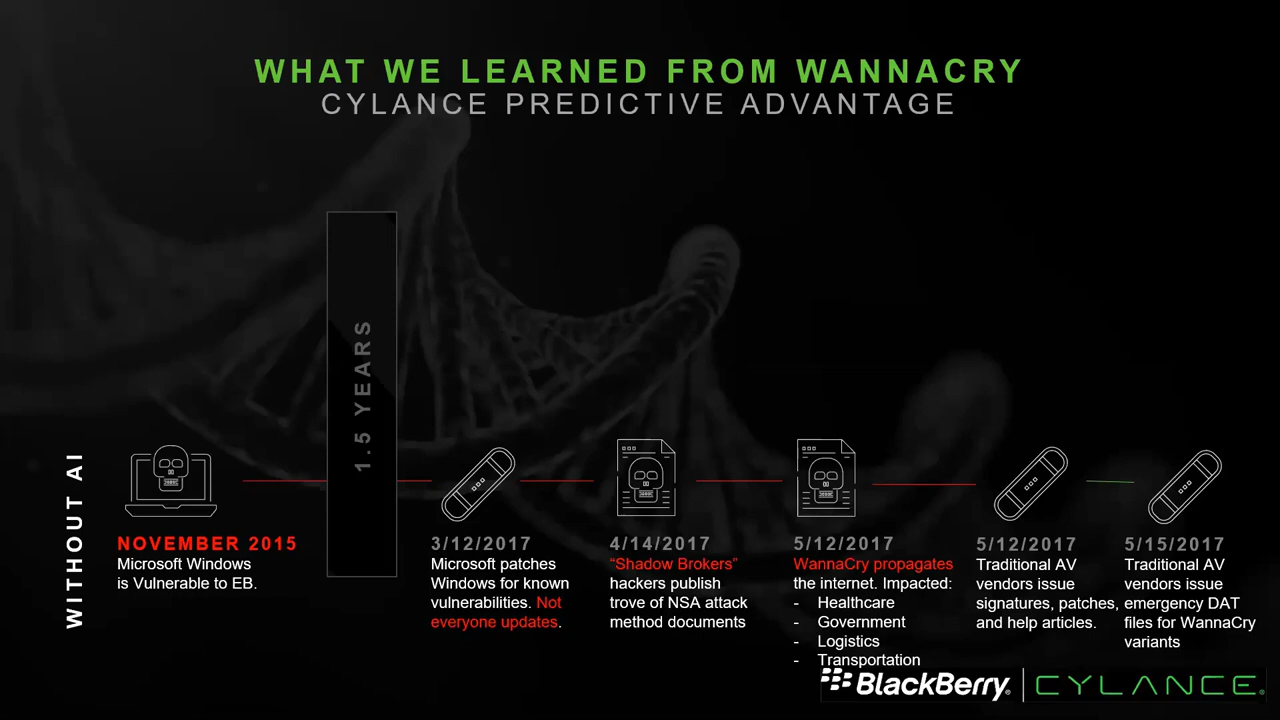 WHAT WE LEARNED FROM WANNACRY
CYLANCE PREDICTIVE ADVANTAGE
1.5 YEARS
WITHOUT AI
NOVEMBER 2015
Microsoft Windows
is Vulnerable to EB.
3/12/2017
Microsoft patches
Windows for known
vulnerabilities. Not
everyone updates.
4/14/2017
“Shadow Brokers”
hackers publish
trove of NSA attack
method documents
5/12/2017
WannaCry propagates
the internet. Impacted:
- Healthcare
- Government
- Logistics
- Transportation
5/12/2017
Traditional AV
vendors issue
signatures, patches,
and help articles.
5/15/2017
Traditional AV
vendors issue
emergency DAT
files for WannaCry
variants
BlackBerry® | CYLANCE®